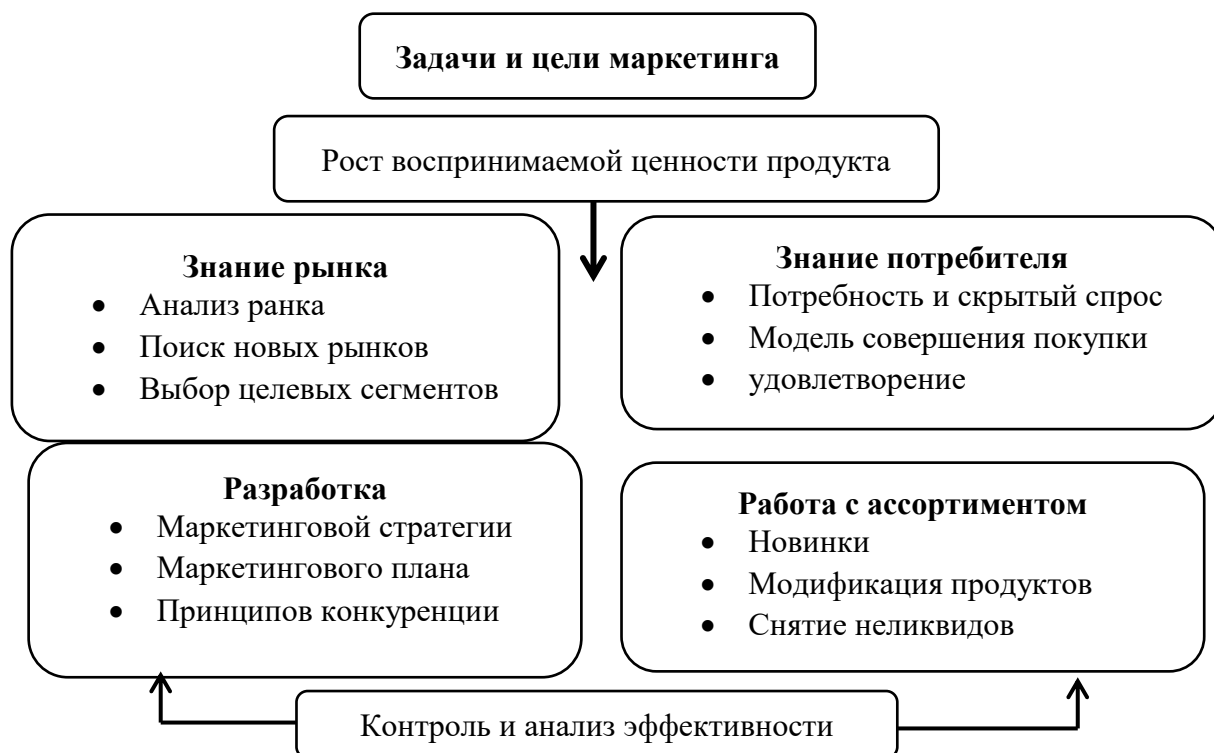 Задачи и цели маркетинга
Рост воспринимаемой ценности продукта
Знание рынка
• Анализ ранка
• Поиск новых рынков
• Выбор целевых сегментов
Знание потребителя
• Потребность и скрытый спрос
• Модель совершения покупки
• удовлетворение
Разработка
• Маркетинговой стратегии
• Маркетингового плана
• Принципов конкуренции
Работа с ассортиментом
• Новинки
• Модификация продуктов
• Снятие неликвидов
Контроль и анализ эффективности